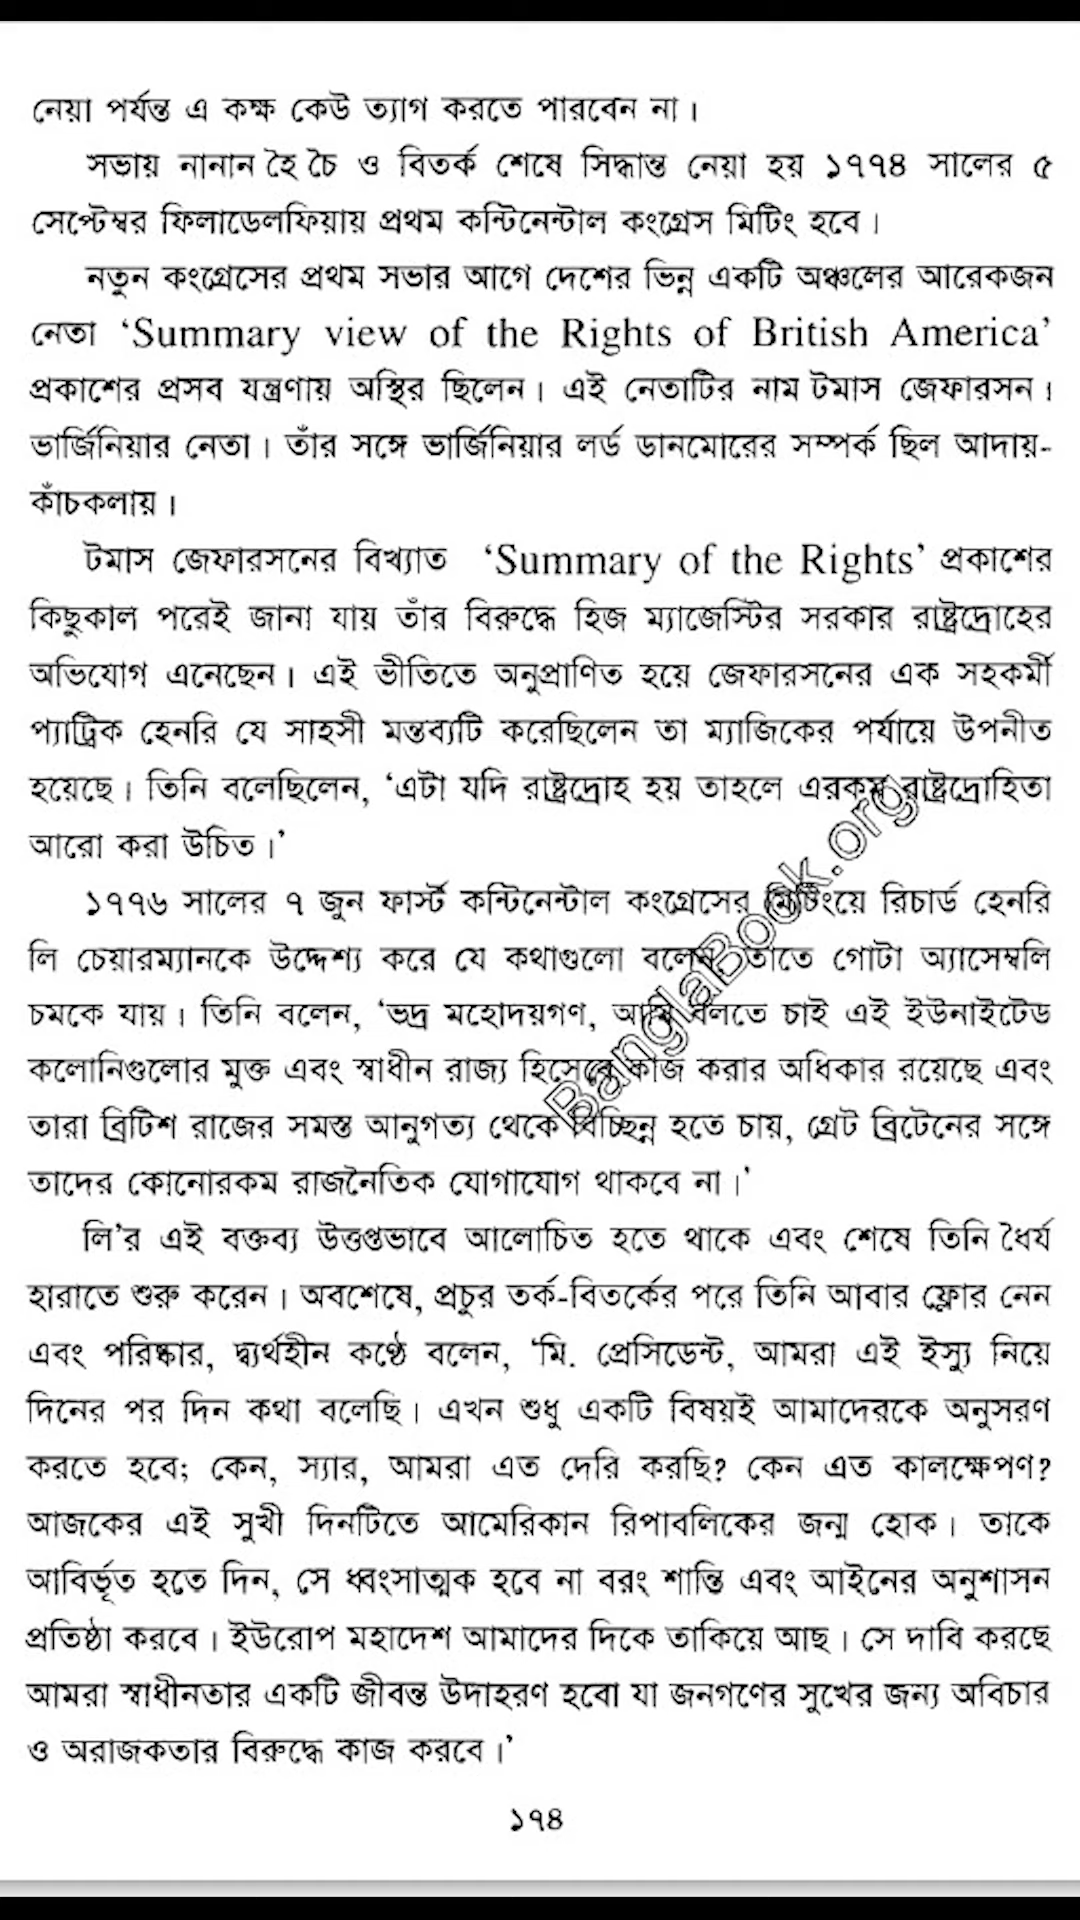 নেয়া পর্যন্ত এ কক্ষ কেউ ত্যাগ করতে পারবেন না।
সভায় নানান হৈ চৈ ও বিতর্ক শেষে সিদ্ধান্ত নেয়া হয় ১৭৭৪ সালের ৫
সেপ্টেম্বর ফিলাডেলফিয়ায় প্রথম কন্টিনেন্টাল কংগ্রেস মিটিং হবে।
নতুন কংগ্রেসের প্রথম সভার আগে দেশের ভিন্ন একটি অঞ্চলের আরেকজন
নেতা ‘Summary view of the Rights of British America’
প্রকাশের প্রসব যন্ত্রণায় অস্থির ছিলেন। এই নেতাটির নাম টমাস জেফারসন।
ভার্জিনিয়ার নেতা। তাঁর সঙ্গে ভার্জিনিয়ার লর্ড ডানমোরের সম্পর্ক ছিল আদায়-
কাঁচকলায়।
টমাস জেফারসনের বিখ্যাত ‘Summary of the Rights’ প্রকাশের
কিছুকাল পরেই জানা যায় তাঁর বিরুদ্ধে হিজ ম্যাজেস্টির সরকার রাষ্ট্রদ্রোহের
অভিযোগ এনেছেন। এই ভীতিতে অনুপ্রাণিত হয়ে জেফারসনের এক সহকর্মী
প্যাট্রিক হেনরি যে সাহসী মন্তব্যটি করেছিলেন তা ম্যাজিকের পর্যায়ে উপনীত
হয়েছে। তিনি বলেছিলেন, ‘এটা যদি রাষ্ট্রদ্রোহ হয় তাহলে এরকম রাষ্ট্রদ্রোহিতা
আরো করা উচিত।’
১৭৭৬ সালের ৭ জুন ফার্স্ট কন্টিনেন্টাল কংগ্রেসের মিটিংয়ে রিচার্ড হেনরি
লি চেয়ারম্যানকে উদ্দেশ্য করে যে কথাগুলো বলেন, তাতে গোটা অ্যাসেম্বলি
চমকে যায়। তিনি বলেন, ‘ভদ্র মহোদয়গণ, আমি বলতে চাই এই ইউনাইটেড
কলোনিগুলোর মুক্ত এবং স্বাধীন রাজ্য হিসেবে কাজ করার অধিকার রয়েছে এবং
তারা ব্রিটিশ রাজের সমস্ত আনুগত্য থেকে বিচ্ছিন্ন হতে চায়, গ্রেট ব্রিটেনের সঙ্গে
তাদের কোনোরকম রাজনৈতিক যোগাযোগ থাকবে না।’
লি’র এই বক্তব্য উত্তপ্তভাবে আলোচিত হতে থাকে এবং শেষে তিনি ধৈর্য
হারাতে শুরু করেন। অবশেষে, প্রচুর তর্ক-বিতর্কের পরে তিনি আবার ফ্লোর নেন
এবং পরিষ্কার, দ্ব্যর্থহীন কণ্ঠে বলেন, ‘মি. প্রেসিডেন্ট, আমরা এই ইস্যু নিয়ে
দিনের পর দিন কথা বলেছি। এখন শুধু একটি বিষয়ই আমাদেরকে অনুসরণ
করতে হবে; কেন, স্যার, আমরা এত দেরি করছি? কেন এত কালক্ষেপণ?
আজকের এই সুখী দিনটিতে আমেরিকান রিপাবলিকের জন্ম হোক। তাকে
আবির্ভূত হতে দিন, সে ধ্বংসাত্মক হবে না বরং শান্তি এবং আইনের অনুশাসন
প্রতিষ্ঠা করবে। ইউরোপ মহাদেশ আমাদের দিকে তাকিয়ে আছ। সে দাবি করছে
আমরা স্বাধীনতার একটি জীবন্ত উদাহরণ হবো যা জনগণের সুখের জন্য অবিচার
ও অরাজকতার বিরুদ্ধে কাজ করবে।’
BanglaBook.org
১৭৪